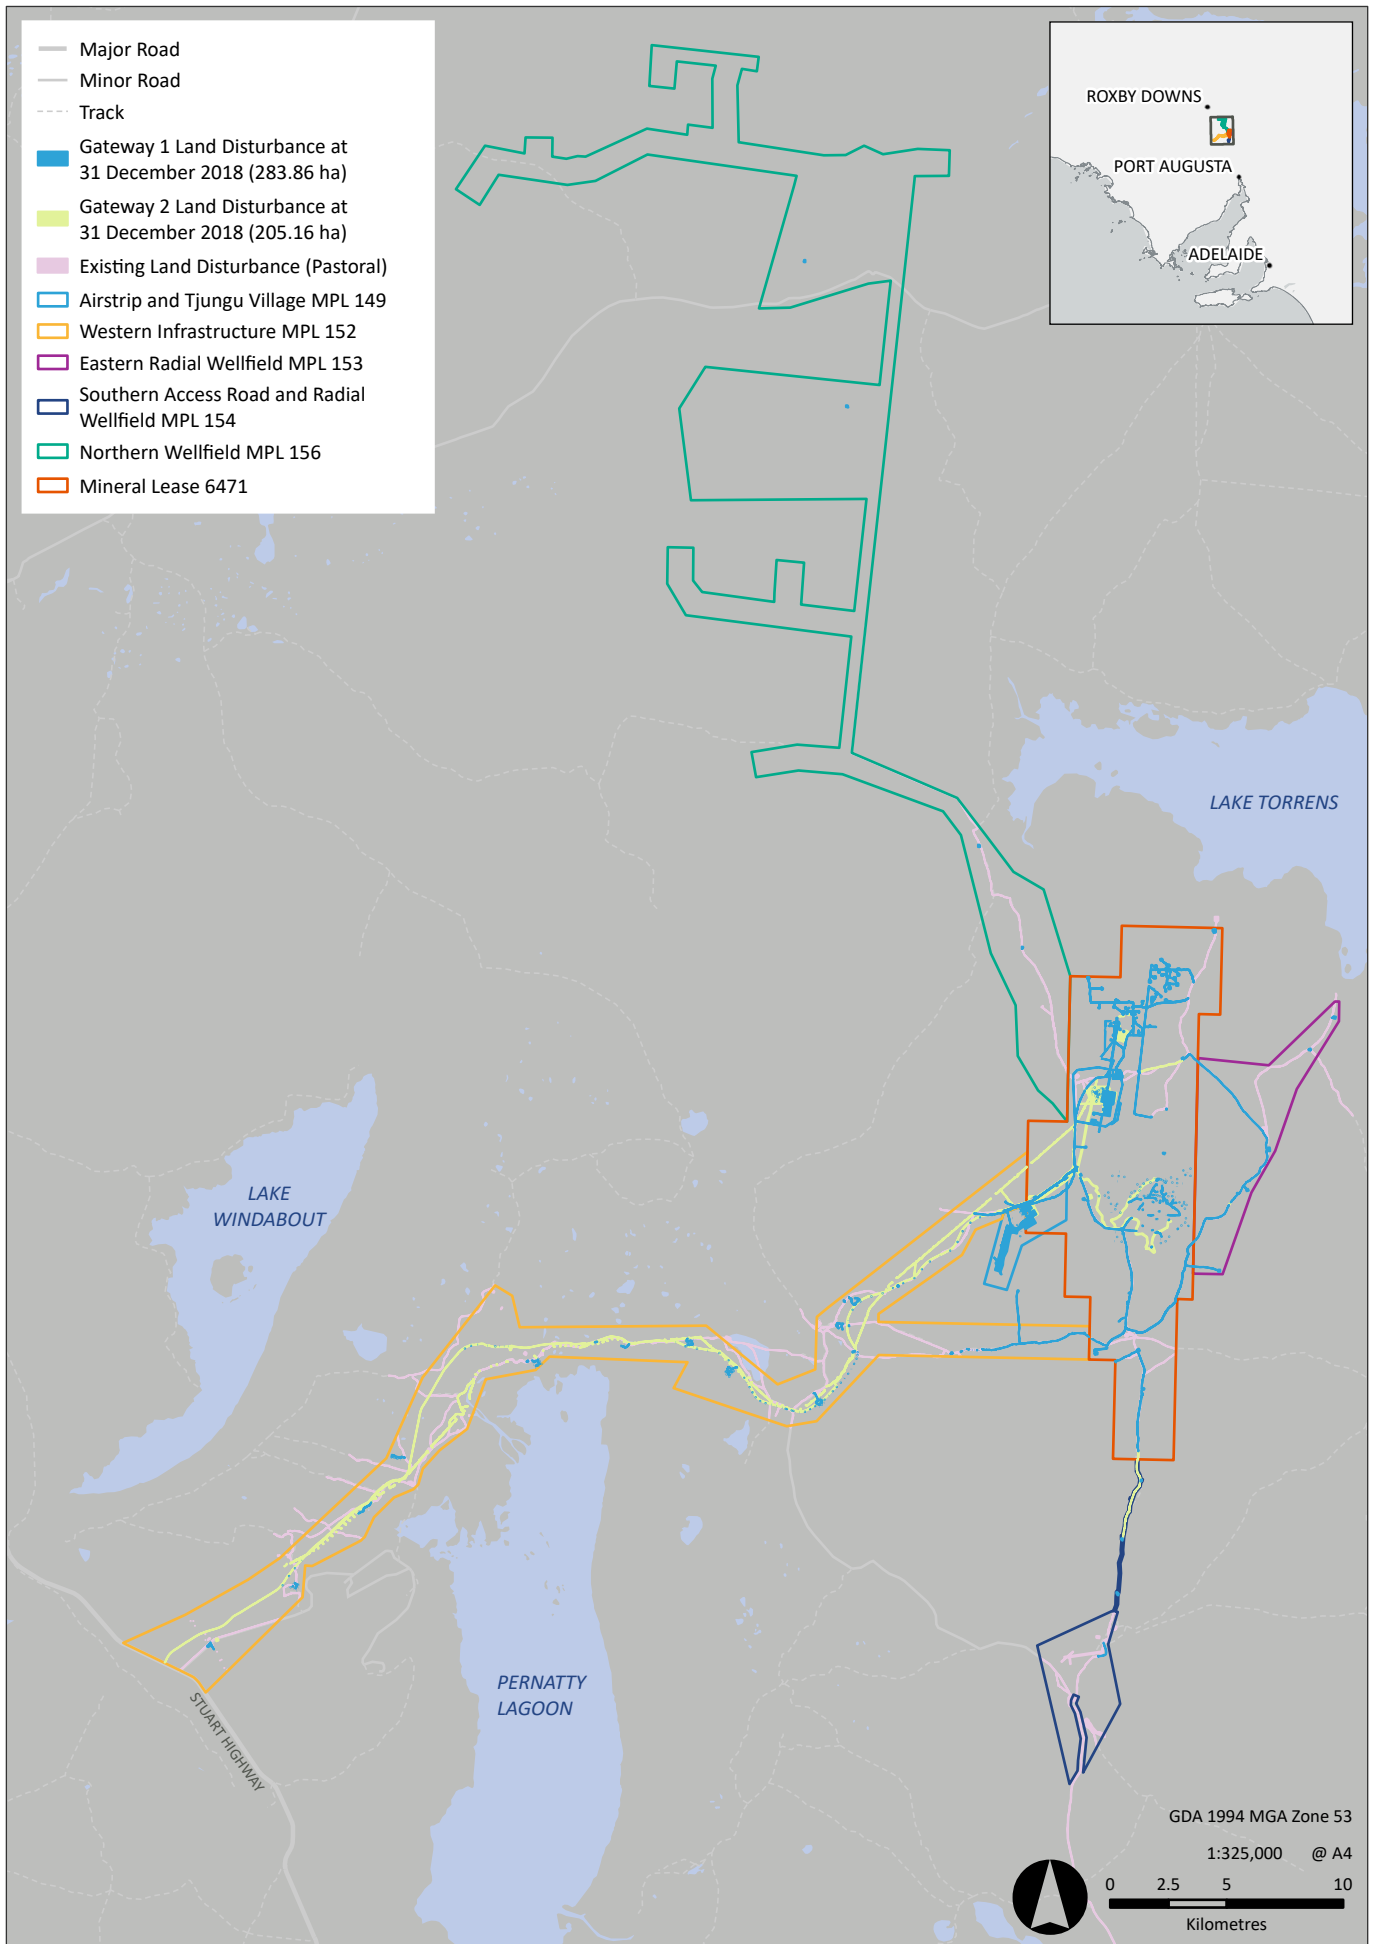 Major Road
Minor Road
Track
Gateway 1 Land Disturbance at
31 December 2018 (283.86 ha)
Gateway 2 Land Disturbance at
31 December 2018 (205.16 ha)
Existing Land Disturbance (Pastoral)
Airstrip and Tjungu Village MPL 149
Western Infrastructure MPL 152
Eastern Radial Wellfield MPL 153
Southern Access Road and Radial
Wellfield MPL 154
Northern Wellfield MPL 156
Mineral Lease 6471
ROXBY DOWNS
PORT AUGUSTA
ADELAIDE
LAKE TORRENS
LAKE
WINDABOUT
PERNATTY
LAGOON
STUART HIGHWAY
GDA 1994 MGA Zone 53
1:325,000 @ A4
0 2.5 5 10
Kilometres